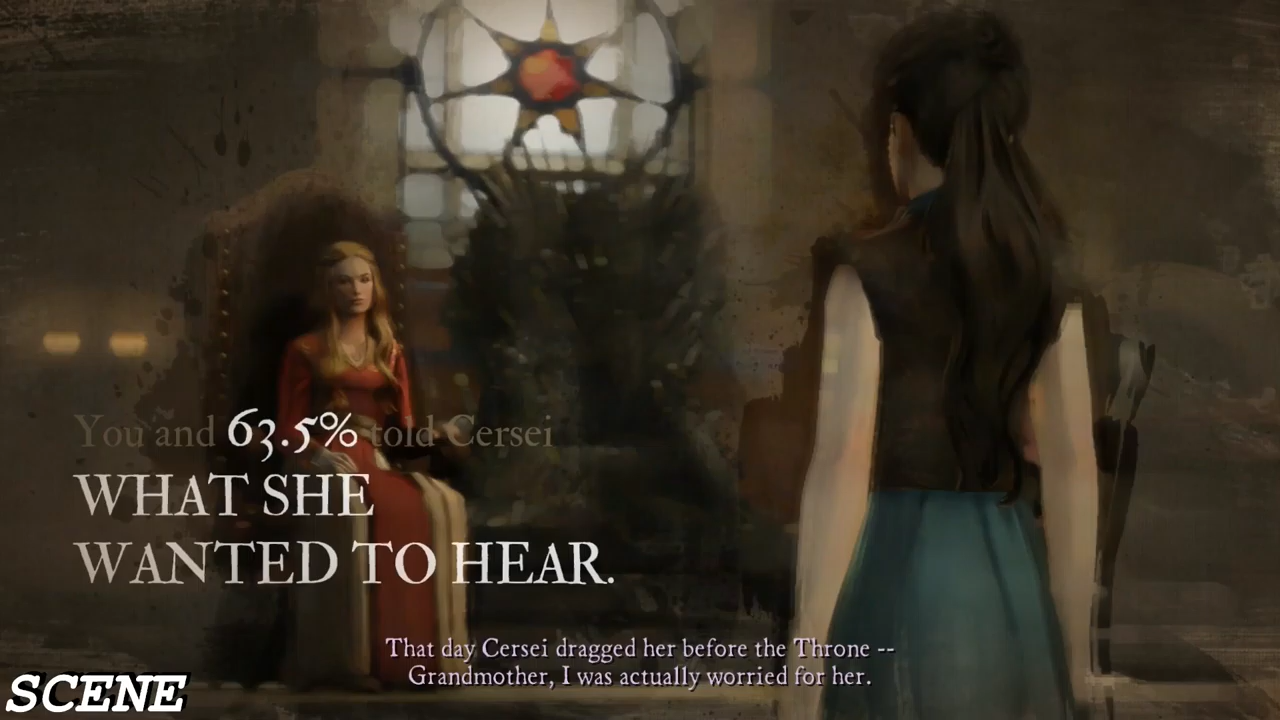 You and 63.5% told Cersei
WHAT SHE
WANTED TO HEAR.
That day Cersei dragged her before the Throne --
Grandmother, I was actually worried for her.
SCENE